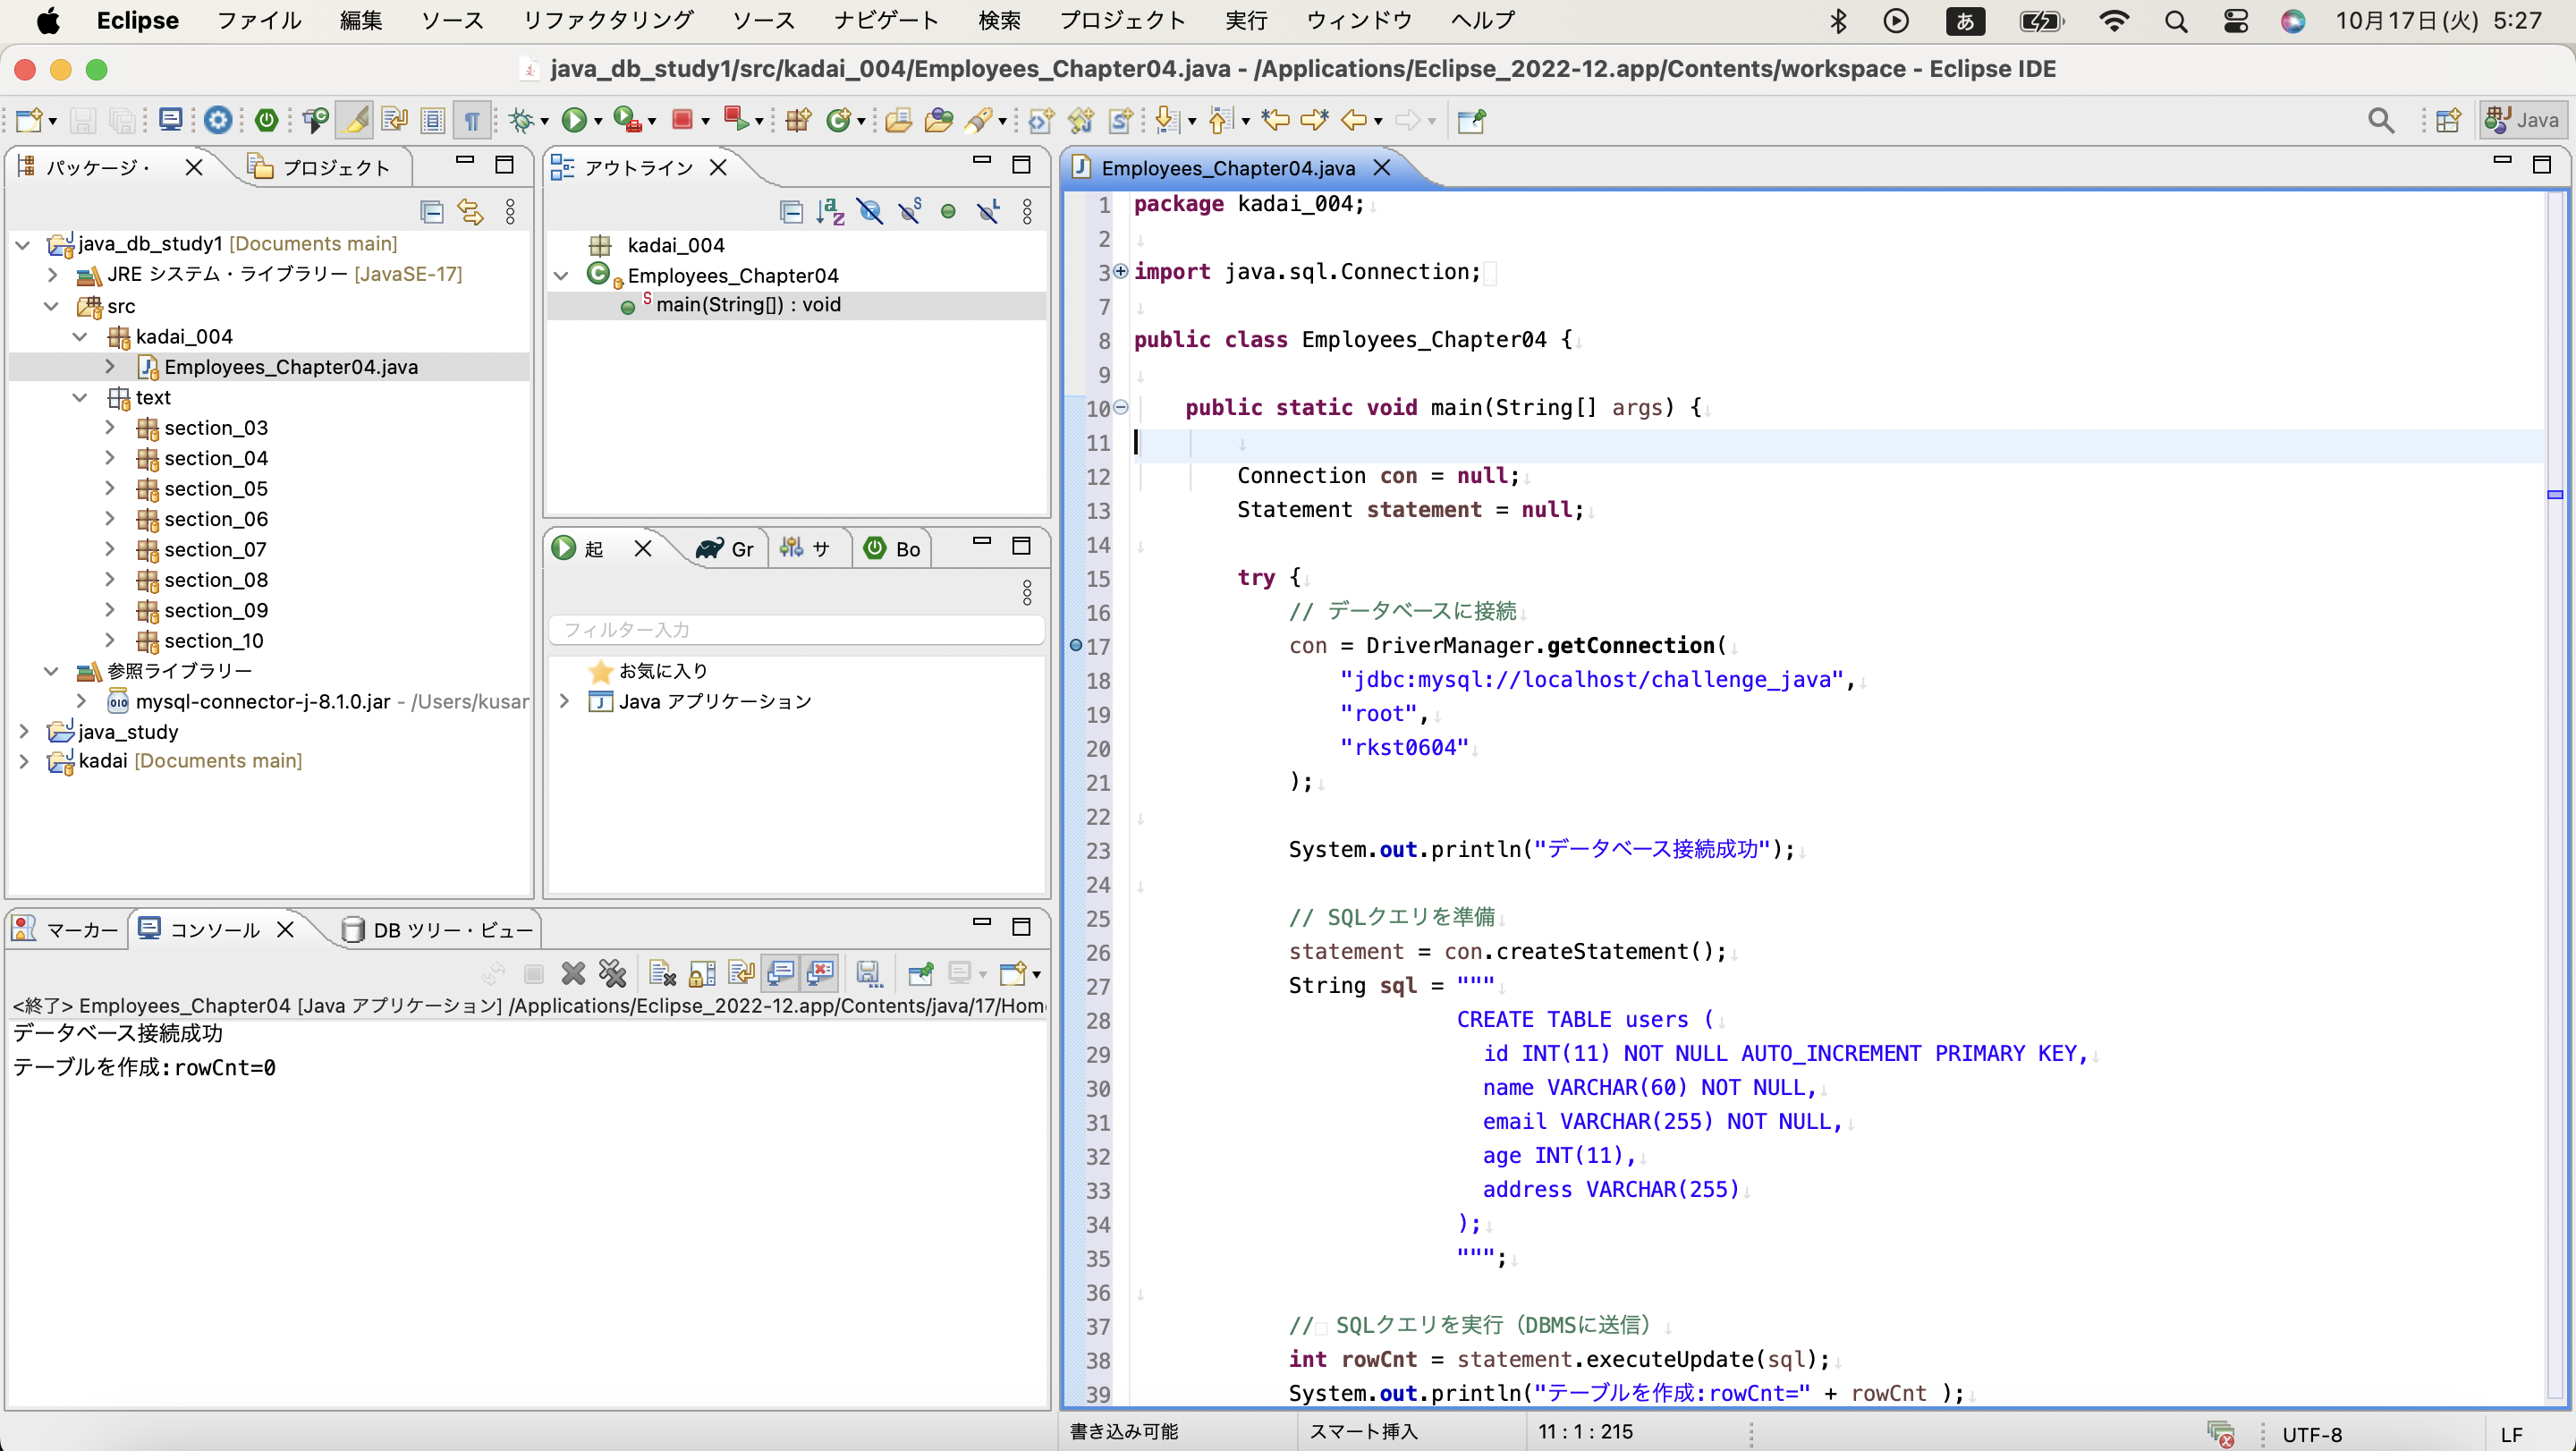 Eclipse ファイル 編集 ソース リファクタリング ソース ナビゲート 検索 プロジェクト 実行 ウィンドウ ヘルプ あ 10月17日(火) 5:27
java_db_study1/src/kadai_004/Employees_Chapter04.java - /Applications/Eclipse_2022-12.app/Contents/workspace - Eclipse IDE
Java
パッケージ・ プロジェクト
java_db_study1 [Documents main]
JRE システム・ライブラリー [JavaSE-17]
src
kadai_004
Employees_Chapter04.java
text
section_03
section_04
section_05
section_06
section_07
section_08
section_09
section_10
参照ライブラリー
mysql-connector-j-8.1.0.jar - /Users/kusar
java_study
kadai [Documents main]
アウトライン
kadai_004
Employees_Chapter04
main(String[]) : void
起 Gr サ Bo
フィルター入力
お気に入り
Java アプリケーション
マーカー コンソール DB ツリー・ビュー
<終了> Employees_Chapter04 [Java アプリケーション] /Applications/Eclipse_2022-12.app/Contents/java/17/Hom
データベース接続成功
テーブルを作成:rowCnt=0
Employees_Chapter04.java
1 package kadai_004;
2
3 import java.sql.Connection;
7
8 public class Employees_Chapter04 {
9
10 public static void main(String[] args) {
11
12 Connection con = null;
13 Statement statement = null;
14
15 try {
16 // データベースに接続
17 con = DriverManager.getConnection(
18 "jdbc:mysql://localhost/challenge_java",
19 "root",
20 "rkst0604"
21 );
22
23 System.out.println("データベース接続成功");
24
25 // SQLクエリを準備
26 statement = con.createStatement();
27 String sql = """
28 CREATE TABLE users (
29 id INT(11) NOT NULL AUTO_INCREMENT PRIMARY KEY,
30 name VARCHAR(60) NOT NULL,
31 email VARCHAR(255) NOT NULL,
32 age INT(11),
33 address VARCHAR(255)
34 );
35 """;
36
37 //　SQLクエリを実行（DBMSに送信）
38 int rowCnt = statement.executeUpdate(sql);
39 System.out.println("テーブルを作成:rowCnt=" + rowCnt );
書き込み可能 スマート挿入 11 : 1 : 215 UTF-8 LF